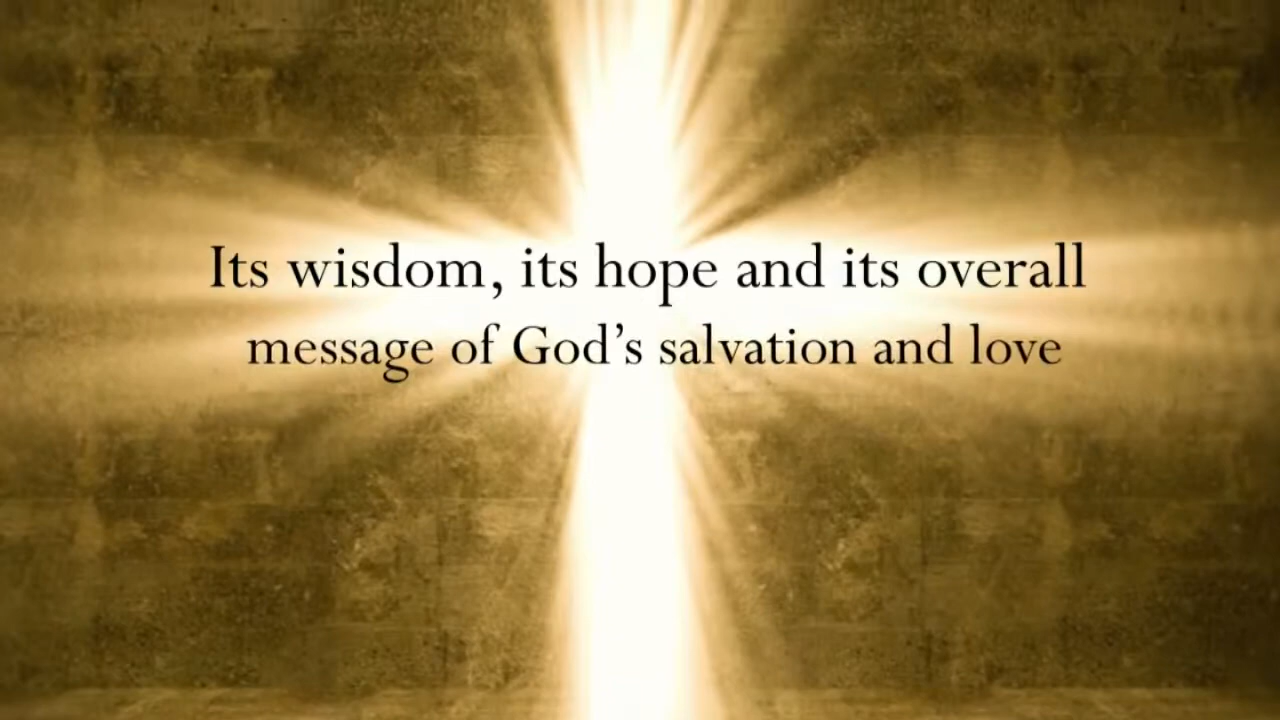 Its wisdom, its hope and its overall
message of God’s salvation and love